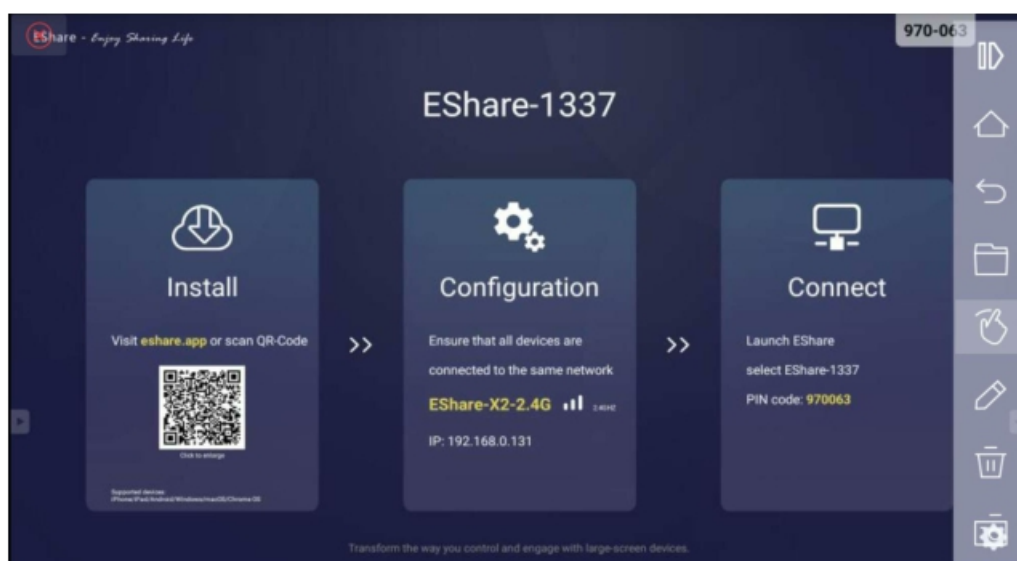 EShare - Enjoy Sharing Life
970-063
EShare-1337
Install
Visit eshare.app or scan QR-Code
Click to enlarge
Supported devices:
iPhone/iPad/Android/Windows/macOS/Chrome OS
Configuration
Ensure that all devices are
connected to the same network
EShare-X2-2.4G 2.4GHZ
IP: 192.168.0.131
Connect
Launch EShare
select EShare-1337
PIN code: 970063
Transform the way you control and engage with large-screen devices.